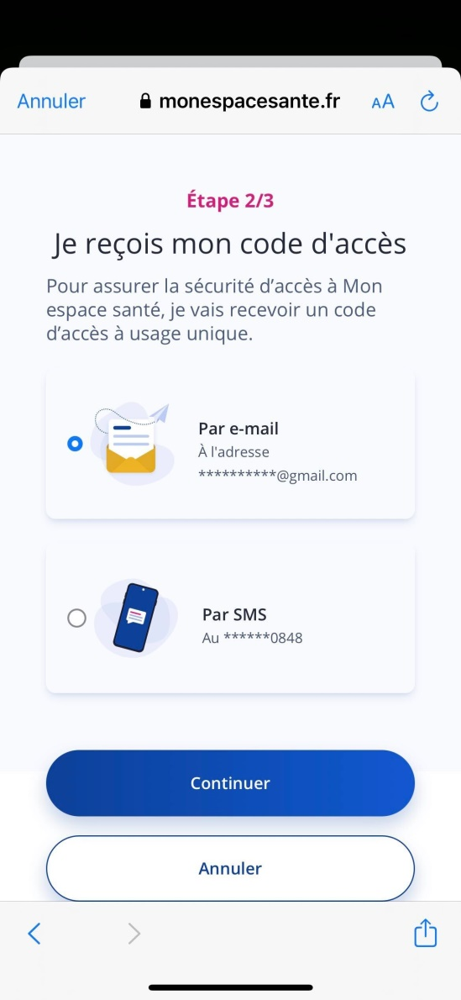 Annuler
monespacesante.fr
AA
Étape 2/3
Je reçois mon code d'accès
Pour assurer la sécurité d’accès à Mon
espace santé, je vais recevoir un code
d’accès à usage unique.
Par e-mail
À l'adresse
**********@gmail.com
Par SMS
Au ******0848
Continuer
Annuler